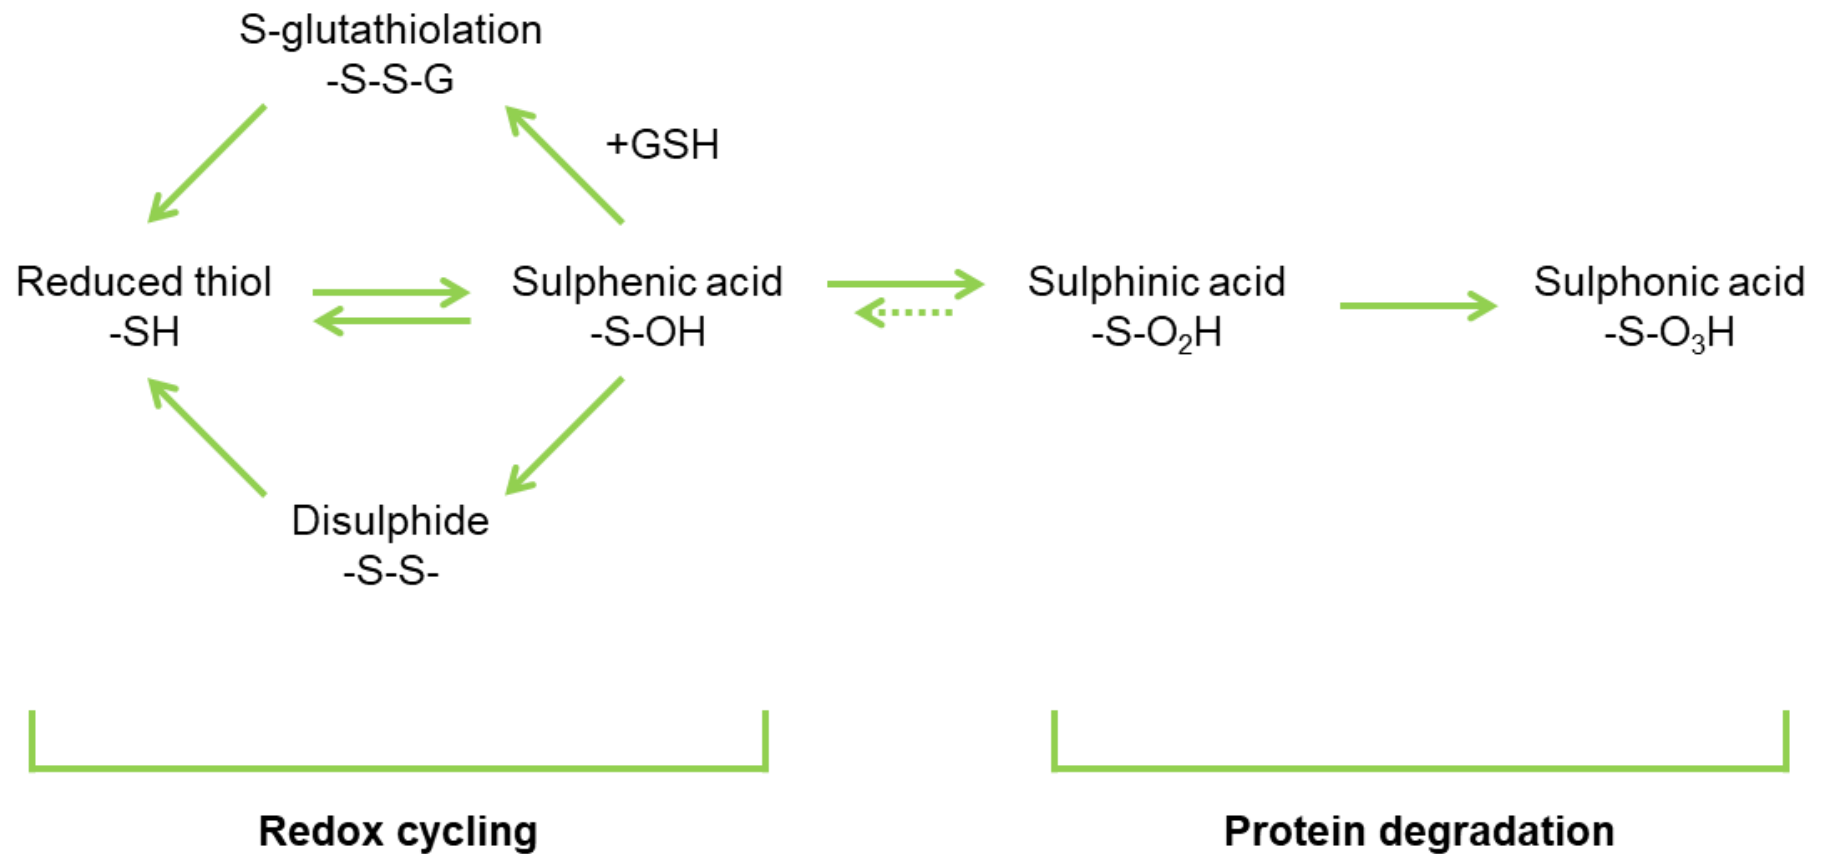 S-glutathiolation
-S-S-G
+GSH
Reduced thiol
-SH
Sulphenic acid
-S-OH
Sulphinic acid
-S-O₂H
Sulphonic acid
-S-O₃H
Disulphide
-S-S-
Redox cycling
Protein degradation